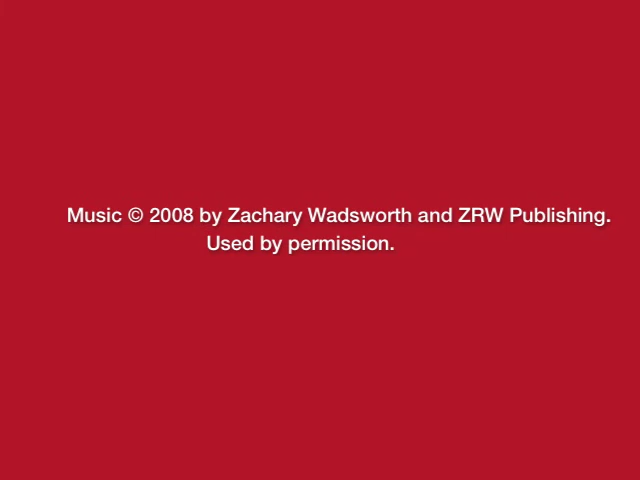 Music © 2008 by Zachary Wadsworth and ZRW Publishing.
Used by permission.